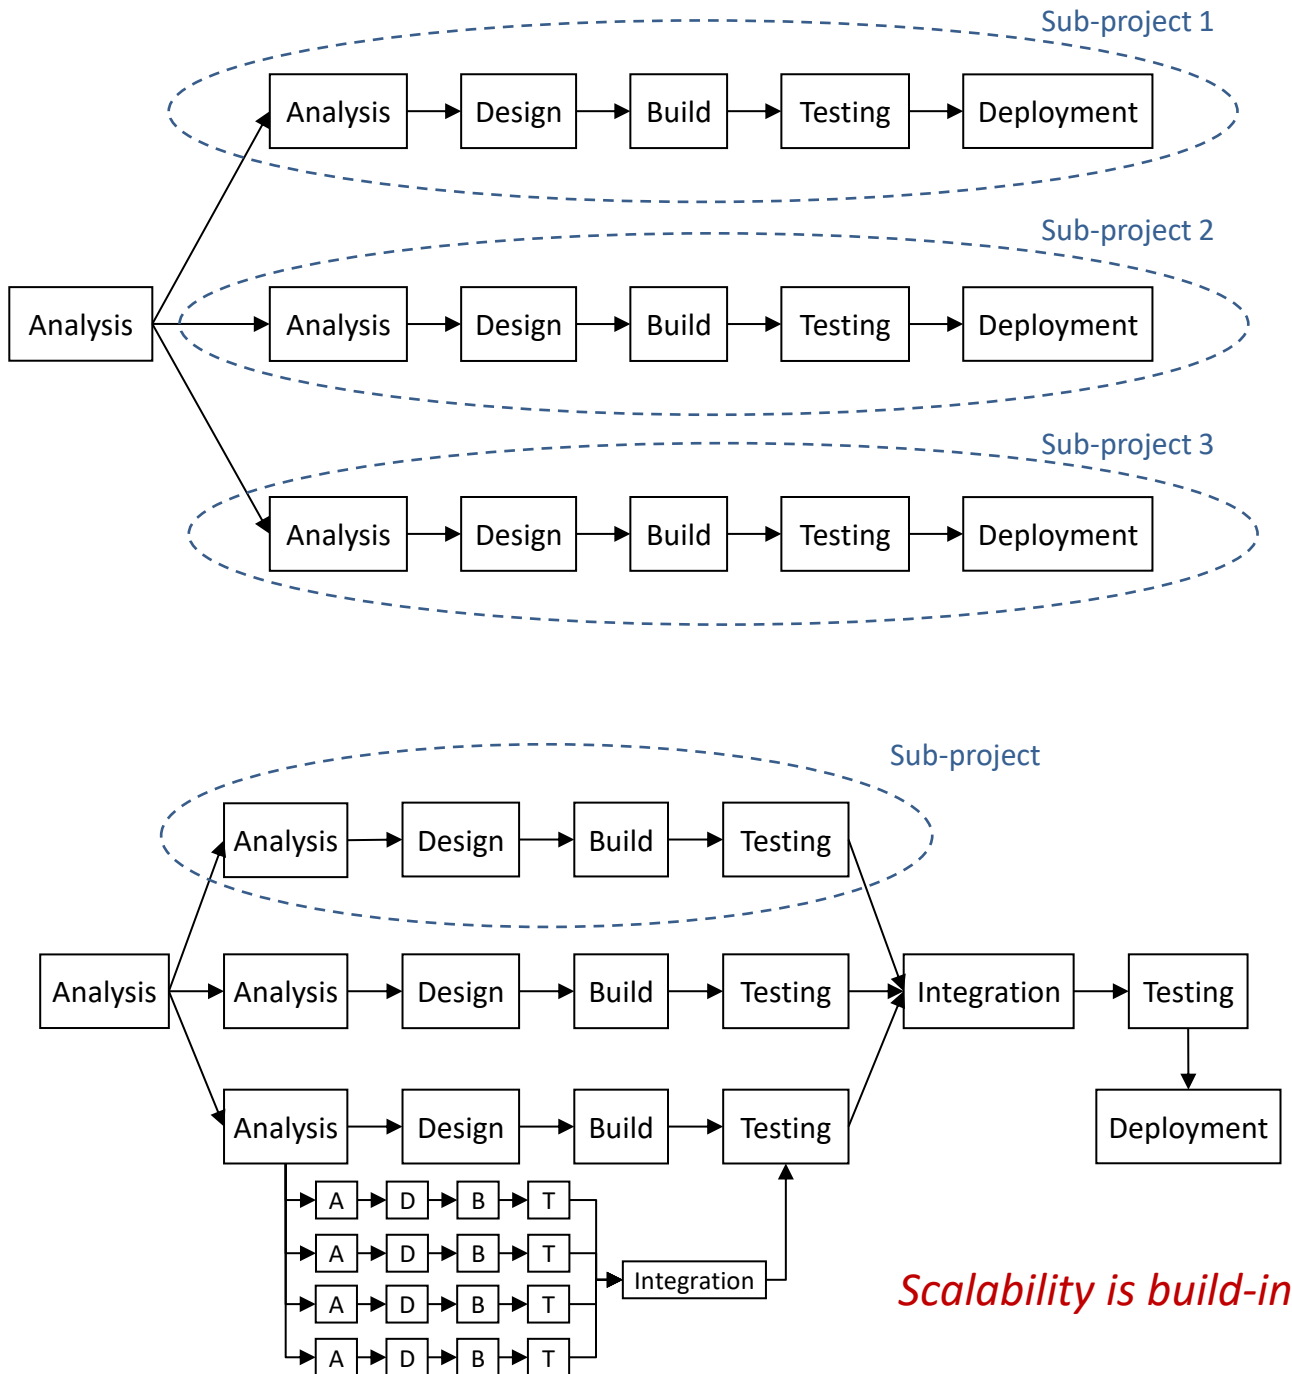 Sub-project 1
Analysis Design Build Testing Deployment
Sub-project 2
Analysis Analysis Design Build Testing Deployment
Sub-project 3
Analysis Design Build Testing Deployment
Sub-project
Analysis Design Build Testing
Analysis Analysis Design Build Testing Integration Testing
Analysis Design Build Testing Deployment
A D B T
A D B T
Integration
A D B T
A D B T
Scalability is build-in